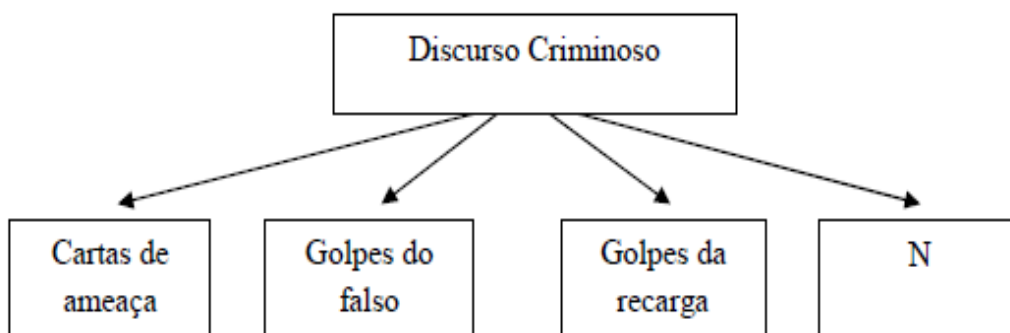 Discurso Criminoso
Cartas de
ameaça
Golpes do
falso
Golpes da
recarga
N